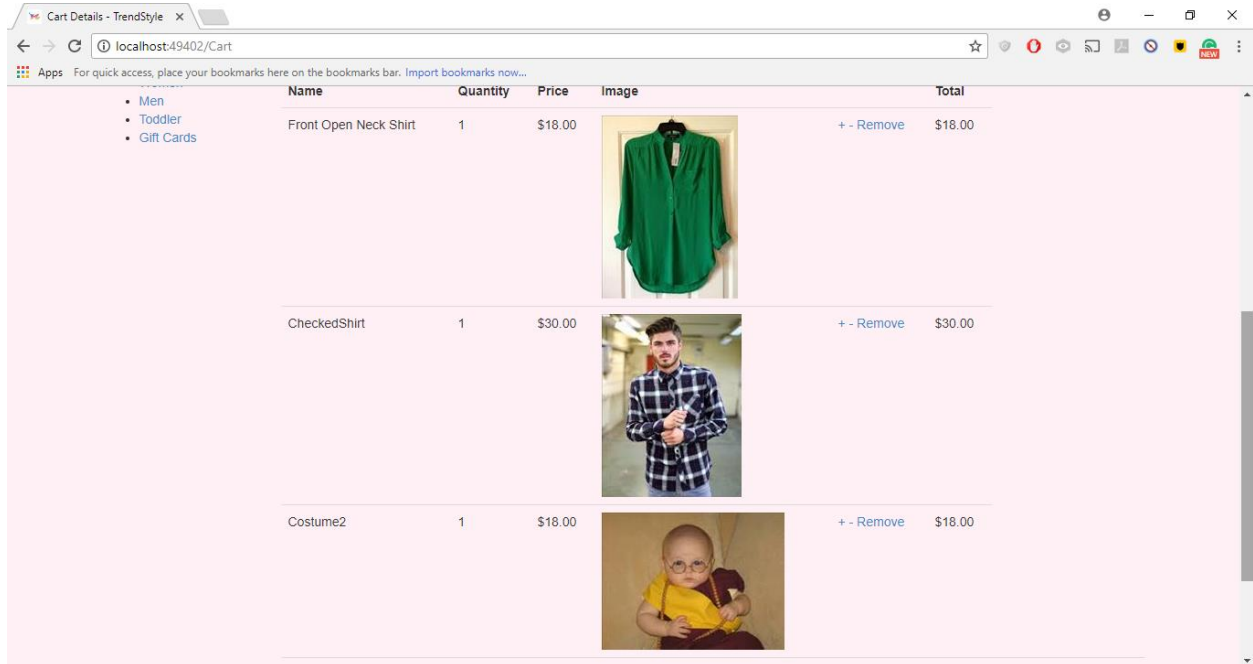 Cart Details - TrendStyle
localhost:49402/Cart
NEW
Apps For quick access, place your bookmarks here on the bookmarks bar. Import bookmarks now...
Men
Toddler
Gift Cards
Name Quantity Price Image Total
Front Open Neck Shirt 1 $18.00 + - Remove $18.00
CheckedShirt 1 $30.00 + - Remove $30.00
Costume2 1 $18.00 + - Remove $18.00